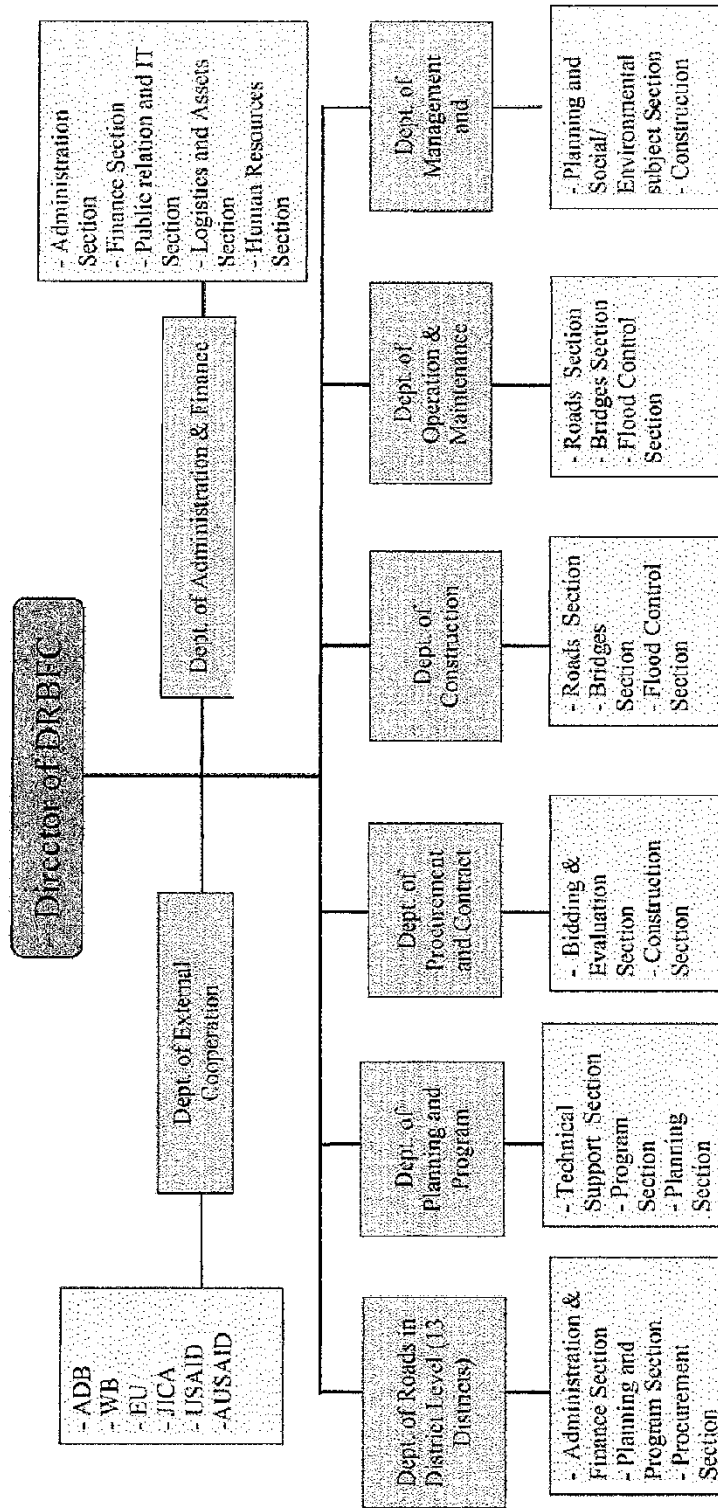 Director of DRBFC
- ADB
- WB
- EU
- JICA
- USAID
-AUSAID
Dept. of External
Cooperation
Dept. of Administration & Finance
- Administration
Section
- Finance Section
- Public relation and IT
Section
- Logistics and Assets
Section
- Human Resources
Section
Dept. of Roads in
District Level (13
Districts)
- Administration &
Finance Section
- Planning and
Program Section
- Procurement
Section
Dept. of
Planning and
Program
- Technical
Support Section
- Program
Section
- Planning
Section
Dept. of
Procurement
and Contract
- Bidding &
Evaluation
Section
- Construction
Section
Dept. of
Construction
- Roads Section
- Bridges
Section
- Flood Control
Section
Dept. of
Operation &
Maintenance
- Roads Section
- Bridges Section
- Flood Control
Section
Dept. of
Management
and
- Planning and
Social/
Environmental
subject Section
- Construction